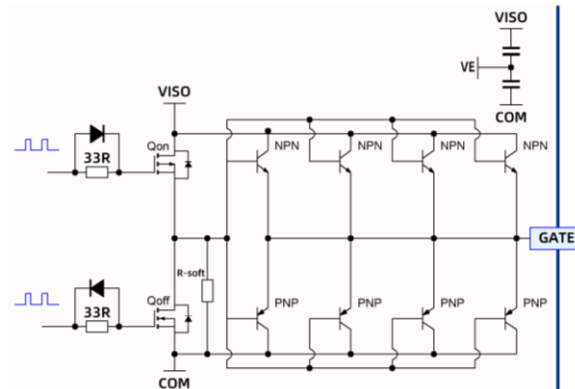 VISO
VE
COM
VISO
33R
Qon
NPN
NPN
NPN
NPN
GATE
R-soft
33R
Qoff
PNP
PNP
PNP
PNP
COM